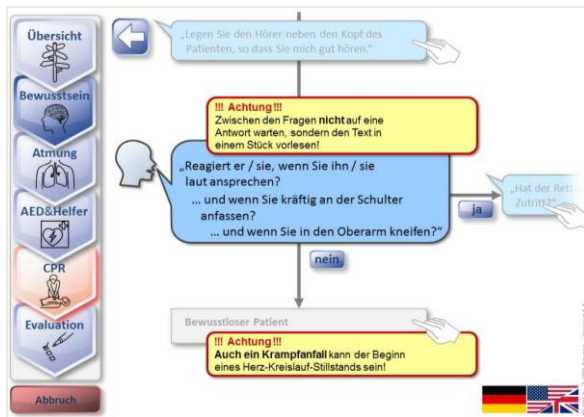 Übersicht
Bewusstsein
Atmung
AED&Helfer
CPR
Evaluation
Abbruch
„Legen Sie den Hörer neben den Kopf des
Patienten, so dass Sie mich gut hören.“
!!! Achtung!!!
Zwischen den Fragen nicht auf eine
Antwort warten, sondern den Text in
einem Stück vorlesen!
„Reagiert er / sie, wenn Sie ihn / sie
laut ansprechen?
... und wenn Sie kräftig an der Schulter
anfassen?
... und wenn Sie in den Oberarm kneifen?“
ja
„Hat der Rett
Zutritt?“
nein
Bewusstloser Patient
!!! Achtung!!!
Auch ein Krampfanfall kann der Beginn
eines Herz-Kreislauf-Stillstands sein!